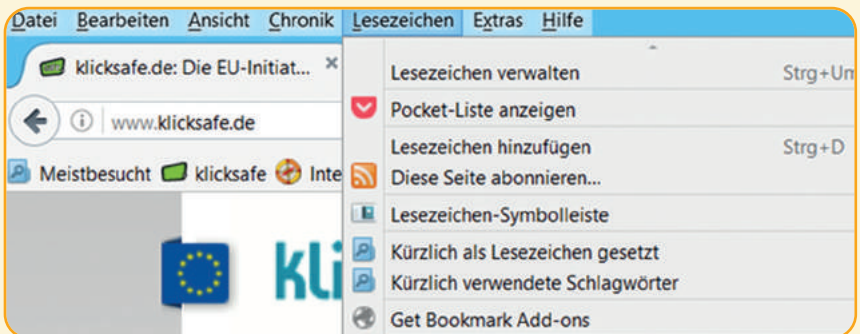 Datei Bearbeiten Ansicht Chronik Lesezeichen Extras Hilfe
klicksafe.de: Die EU-Initiat... ×
www.klicksafe.de
Meistbesucht klicksafe
Lesezeichen verwalten
Pocket-Liste anzeigen
Lesezeichen hinzufügen Strg+D
Diese Seite abonnieren...
Lesezeichen-Symbolleiste
Kürzlich als Lesezeichen gesetzt
Kürzlich verwendete Schlagwörter
Get Bookmark Add-ons